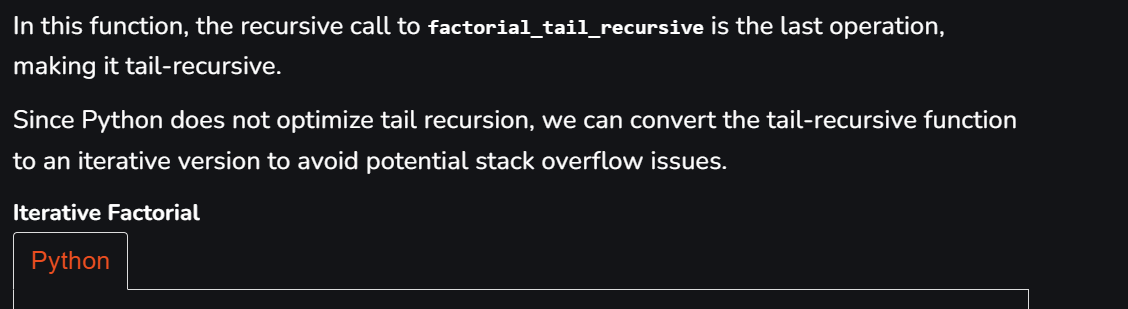 In this function, the recursive call to factorial_tail_recursive is the last operation,
making it tail-recursive.
Since Python does not optimize tail recursion, we can convert the tail-recursive function
to an iterative version to avoid potential stack overflow issues.
Iterative Factorial
Python